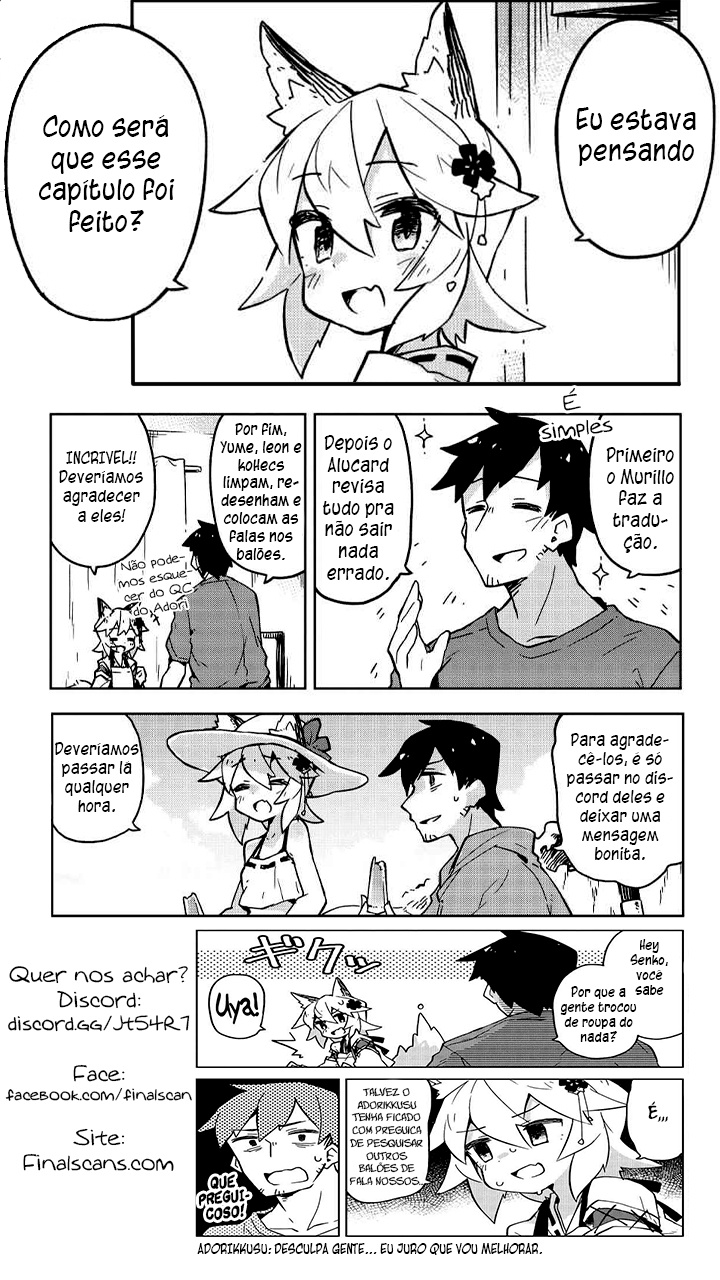 Eu estava
pensando
Como será
que esse
capítulo foi
feito?
É
simples
Primeiro
o Murillo
faz a
tradu-
ção.
Depois o
Alucard
revisa
tudo pra
não sair
nada
errado.
Por fim,
Yume, leon e
kohecs
limpam, re-
desenham e
colocam as
falas nos
balões.
INCRIVEL!!
Deveríamos
agradecer
a eles!
Não pode-
mos esque-
cer do QC
do Adori
Para agrade-
cê-los, é só
passar no dis-
cord deles e
deixar uma
mensagem
bonita.
Deveríamos
passar lá
qualquer
hora.
Hey
Senko,
você
sabe
Por que a
gente trocou
de roupa do
nada?
ギクッ
Uya!
É,,,
TALVEZ O
ADORIKKUSU
TENHA FICADO
COM PREGUICA
DE PESQUISAR
OUTROS
BALÕES DE
FALA NOSSOS.
QUE
PREGUI-
COSO!
ADORIKKUSU: DESCULPA GENTE... EU JURO QUE VOU MELHORAR.
Quer nos achar?
Discord:
discord.gg/Jt54R7
Face:
facebook.com/finalscan
Site:
Finalscans.com